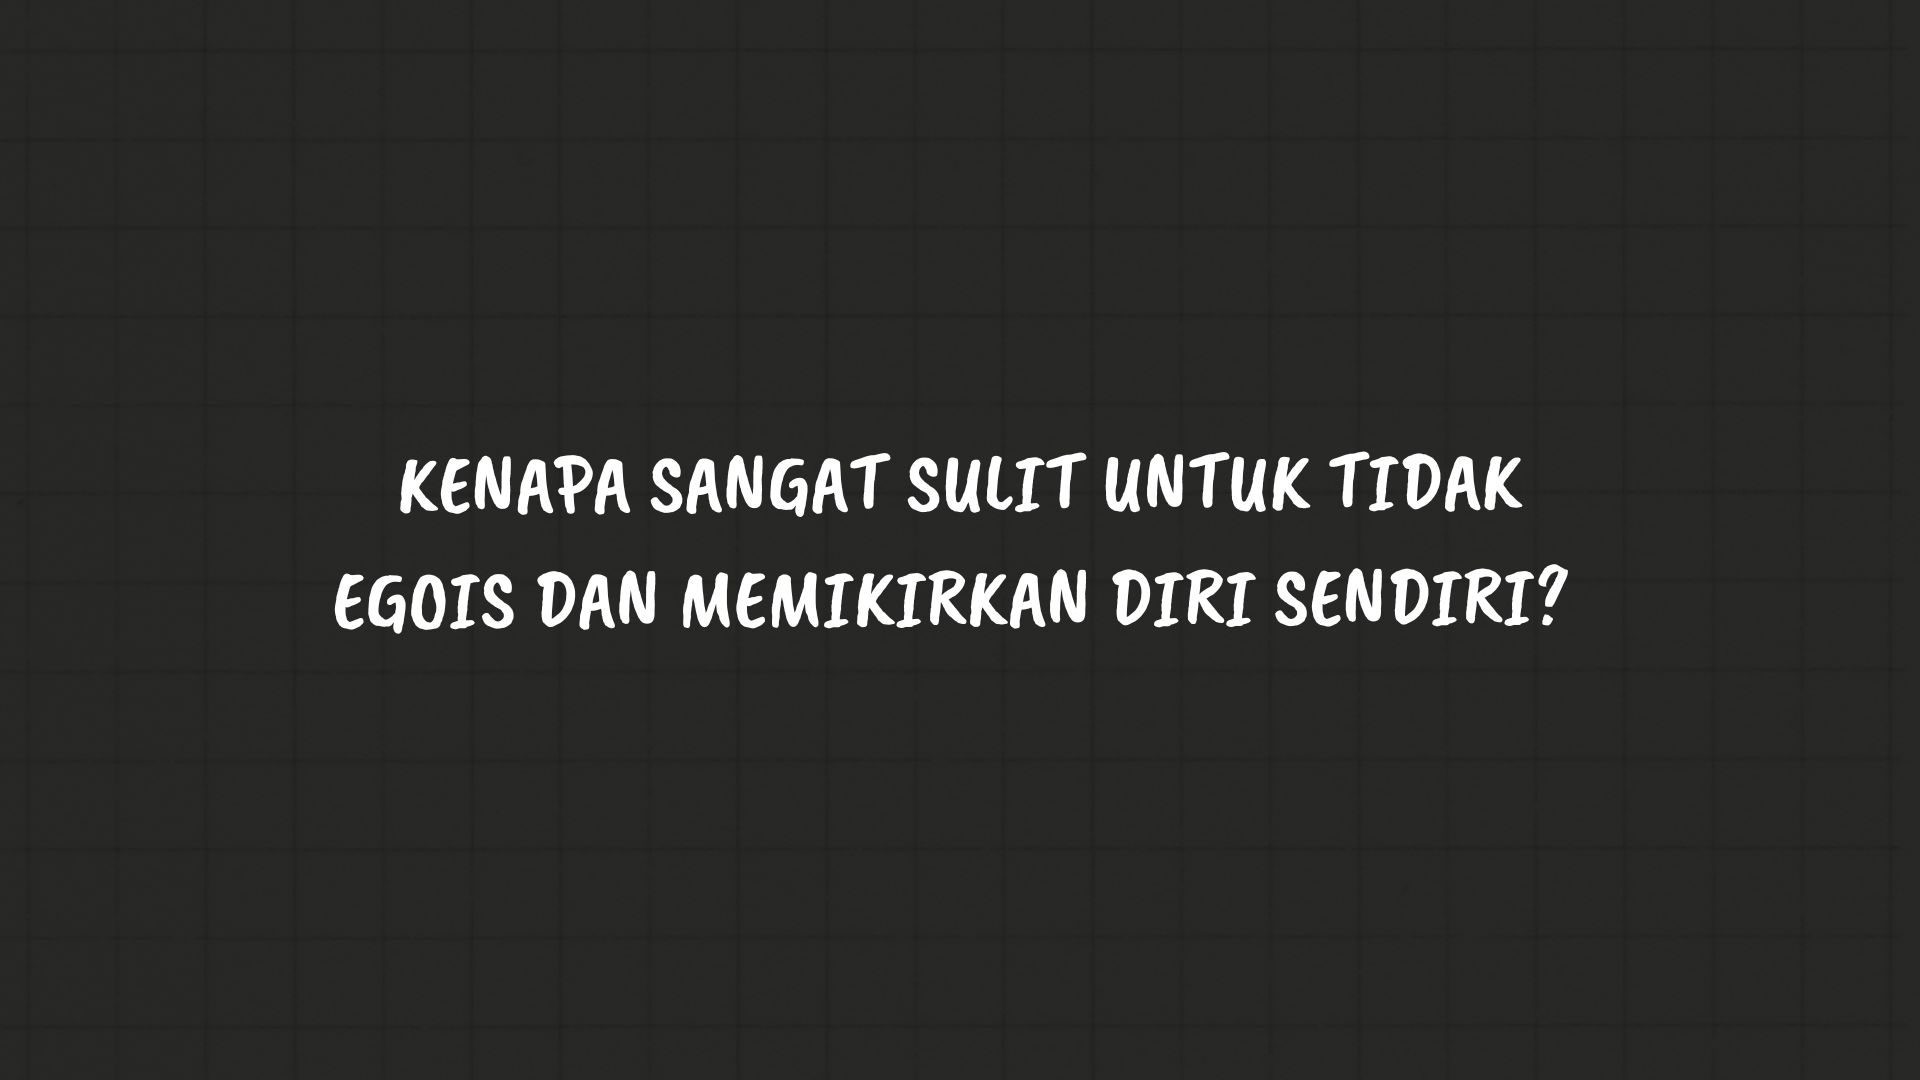 KENAPA SANGAT SULIT UNTUK TIDAK
EGOIS DAN MEMIKIRKAN DIRI SENDIRI?